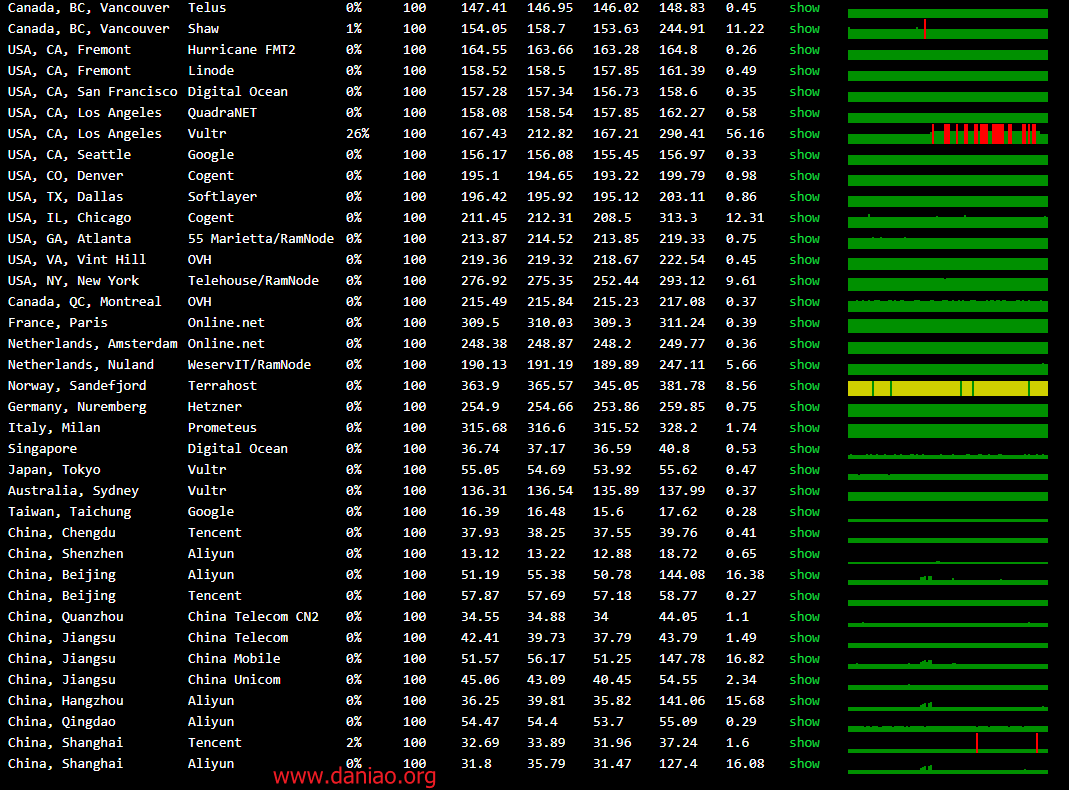 Canada, BC, Vancouver Telus 0% 100 147.41 146.95 146.02 148.83 0.45 show
Canada, BC, Vancouver Shaw 1% 100 154.05 158.7 153.63 244.91 11.22 show
USA, CA, Fremont Hurricane FMT2 0% 100 164.55 163.66 163.28 164.8 0.26 show
USA, CA, Fremont Linode 0% 100 158.52 158.5 157.85 161.39 0.49 show
USA, CA, San Francisco Digital Ocean 0% 100 157.28 157.34 156.73 158.6 0.35 show
USA, CA, Los Angeles QuadraNET 0% 100 158.08 158.54 157.85 162.27 0.58 show
USA, CA, Los Angeles Vultr 26% 100 167.43 212.82 167.21 290.41 56.16 show
USA, CA, Seattle Google 0% 100 156.17 156.08 155.45 156.97 0.33 show
USA, CO, Denver Cogent 0% 100 195.1 194.65 193.22 199.79 0.98 show
USA, TX, Dallas Softlayer 0% 100 196.42 195.92 195.12 203.11 0.86 show
USA, IL, Chicago Cogent 0% 100 211.45 212.31 208.5 313.3 12.31 show
USA, GA, Atlanta 55 Marietta/RamNode 0% 100 213.87 214.52 213.85 219.33 0.75 show
USA, VA, Vint Hill OVH 0% 100 219.36 219.32 218.67 222.54 0.45 show
USA, NY, New York Telehouse/RamNode 0% 100 276.92 275.35 252.44 293.12 9.61 show
Canada, QC, Montreal OVH 0% 100 215.49 215.84 215.23 217.08 0.37 show
France, Paris Online.net 0% 100 309.5 310.03 309.3 311.24 0.39 show
Netherlands, Amsterdam Online.net 0% 100 248.38 248.87 248.2 249.77 0.36 show
Netherlands, Nuland WeservIT/RamNode 0% 100 190.13 191.19 189.89 247.11 5.66 show
Norway, Sandefjord Terrahost 0% 100 363.9 365.57 345.05 381.78 8.56 show
Germany, Nuremberg Hetzner 0% 100 254.9 254.66 253.86 259.85 0.75 show
Italy, Milan Prometeus 0% 100 315.68 316.6 315.52 328.2 1.74 show
Singapore Digital Ocean 0% 100 36.74 37.17 36.59 40.8 0.53 show
Japan, Tokyo Vultr 0% 100 55.05 54.69 53.92 55.62 0.47 show
Australia, Sydney Vultr 0% 100 136.31 136.54 135.89 137.99 0.37 show
Taiwan, Taichung Google 0% 100 16.39 16.48 15.6 17.62 0.28 show
China, Chengdu Tencent 0% 100 37.93 38.25 37.55 39.76 0.41 show
China, Shenzhen Aliyun 0% 100 13.12 13.22 12.88 18.72 0.65 show
China, Beijing Aliyun 0% 100 51.19 55.38 50.78 144.08 16.38 show
China, Beijing Tencent 0% 100 57.87 57.69 57.18 58.77 0.27 show
China, Quanzhou China Telecom CN2 0% 100 34.55 34.88 34 44.05 1.1 show
China, Jiangsu China Telecom 0% 100 42.41 39.73 37.79 43.79 1.49 show
China, Jiangsu China Mobile 0% 100 51.57 56.17 51.25 147.78 16.82 show
China, Jiangsu China Unicom 0% 100 45.06 43.09 40.45 54.55 2.34 show
China, Hangzhou Aliyun 0% 100 36.25 39.81 35.82 141.06 15.68 show
China, Qingdao Aliyun 0% 100 54.47 54.4 53.7 55.09 0.29 show
China, Shanghai Tencent 2% 100 32.69 33.89 31.96 37.24 1.6 show
China, Shanghai Aliyun 0% 100 31.8 35.79 31.47 127.4 16.08 show
www.daniao.org